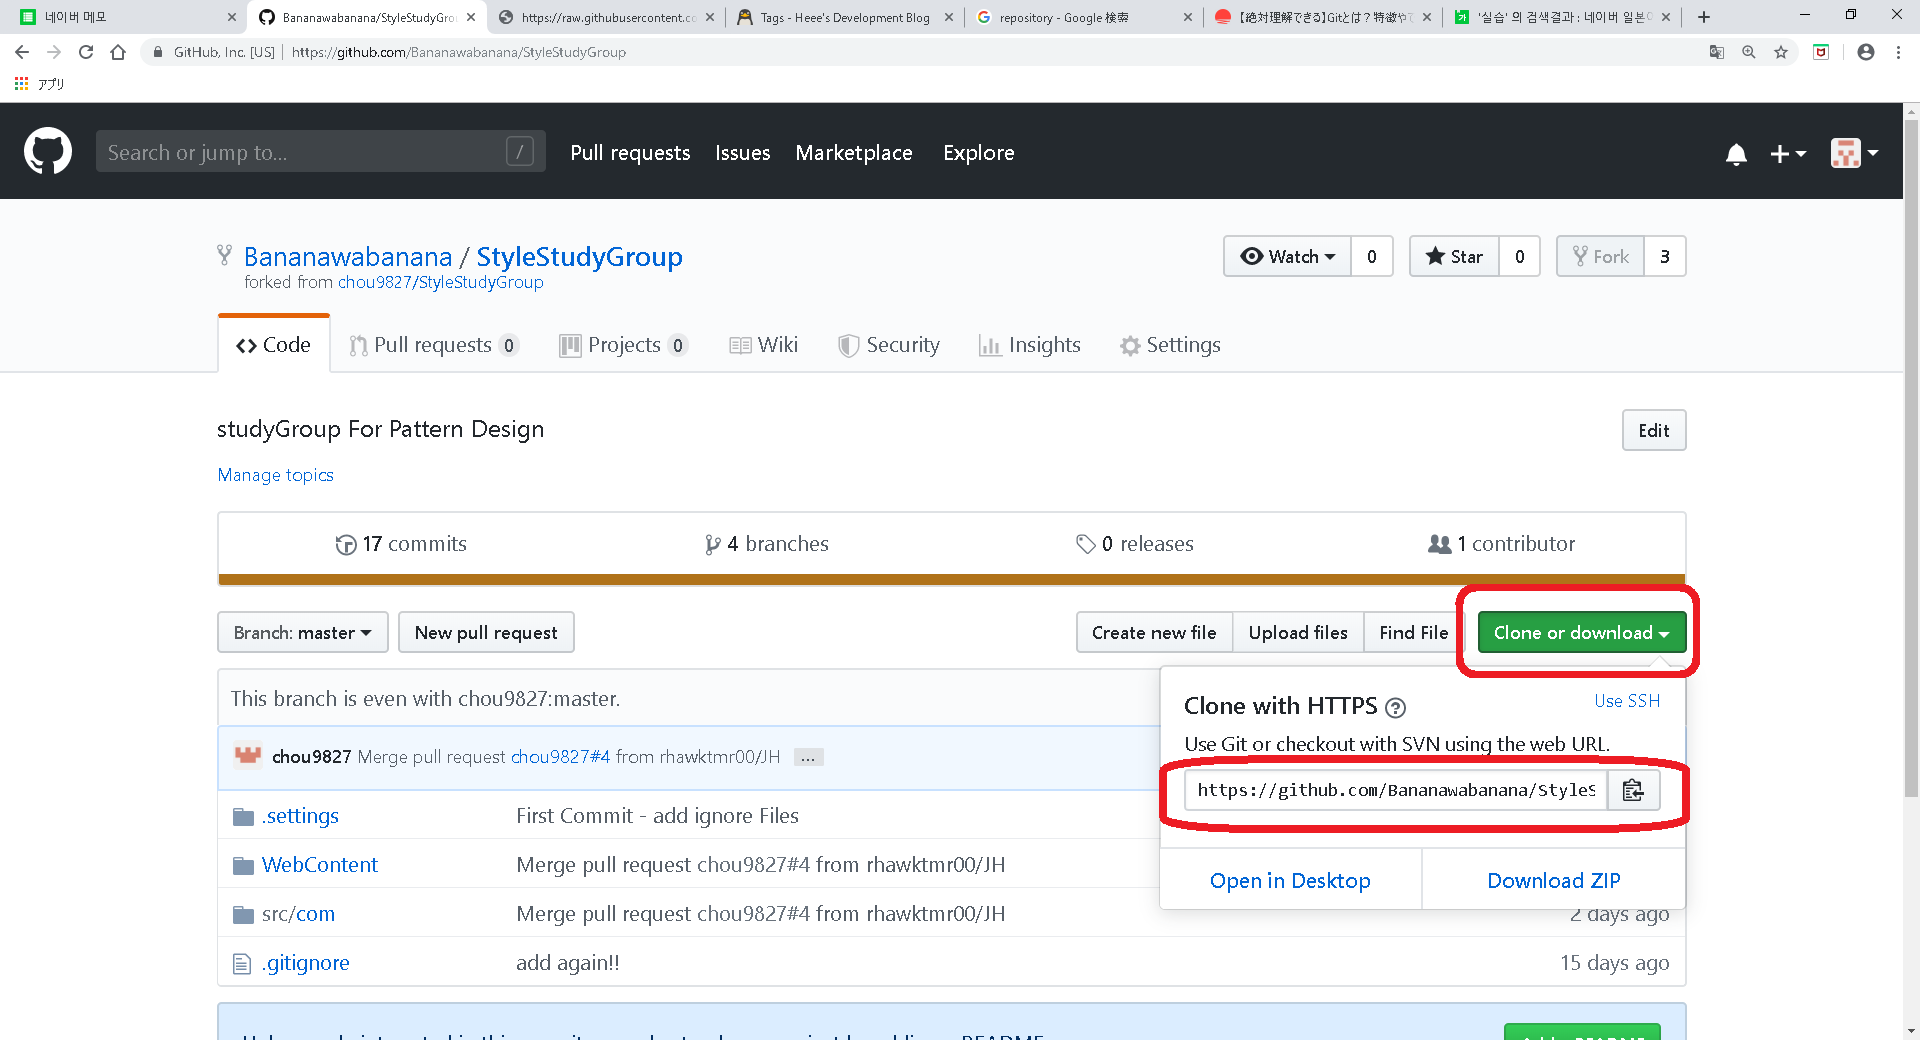 네이버 메모
Bananawabanana/StyleStudyGro
https://raw.githubusercontent.co
Tags - Heee's Development Blog
repository - Google 検索
【絶対理解できる】Gitとは？特徴や
'실습' 의 검색결과 : 네이버 일본
GitHub, Inc. [US] | https://github.com/Bananawabanana/StyleStudyGroup
アプリ
Search or jump to... /
Pull requests Issues Marketplace Explore
Bananawabanana / StyleStudyGroup
Watch 0 Star 0 Fork 3
forked from chou9827/StyleStudyGroup
Code Pull requests 0 Projects 0 Wiki Security Insights Settings
studyGroup For Pattern Design
Edit
Manage topics
17 commits 4 branches 0 releases 1 contributor
Branch: master New pull request Create new file Upload files Find File Clone or download
This branch is even with chou9827:master.
Clone with HTTPS ? Use SSH
Use Git or checkout with SVN using the web URL.
chou9827 Merge pull request chou9827#4 from rhawktmr00/JH ...
https://github.com/Bananawabanana/StyleS
.settings First Commit - add ignore Files
WebContent Merge pull request chou9827#4 from rhawktmr00/JH
Open in Desktop Download ZIP
src/com Merge pull request chou9827#4 from rhawktmr00/JH 2 days ago
.gitignore add again!! 15 days ago